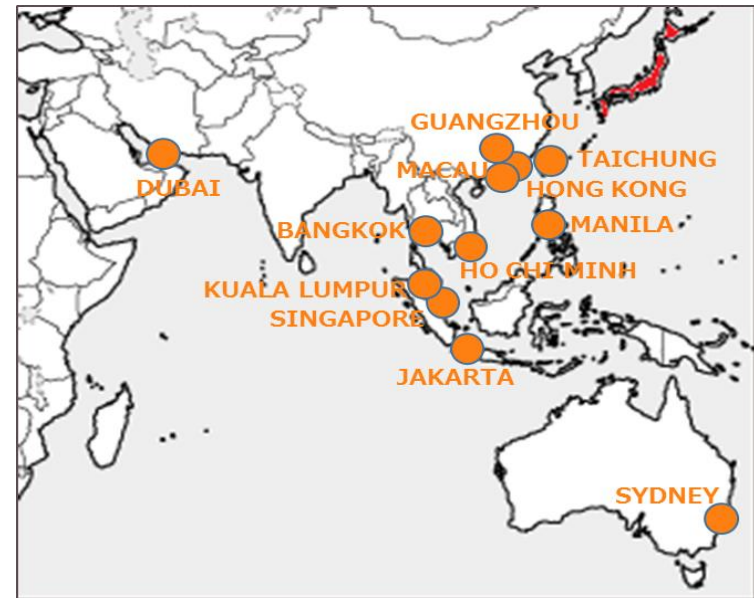 GUANGZHOU
MACAU
TAICHUNG
HONG KONG
DUBAI
BANGKOK
MANILA
HO CHI MINH
KUALA LUMPUR
SINGAPORE
JAKARTA
SYDNEY